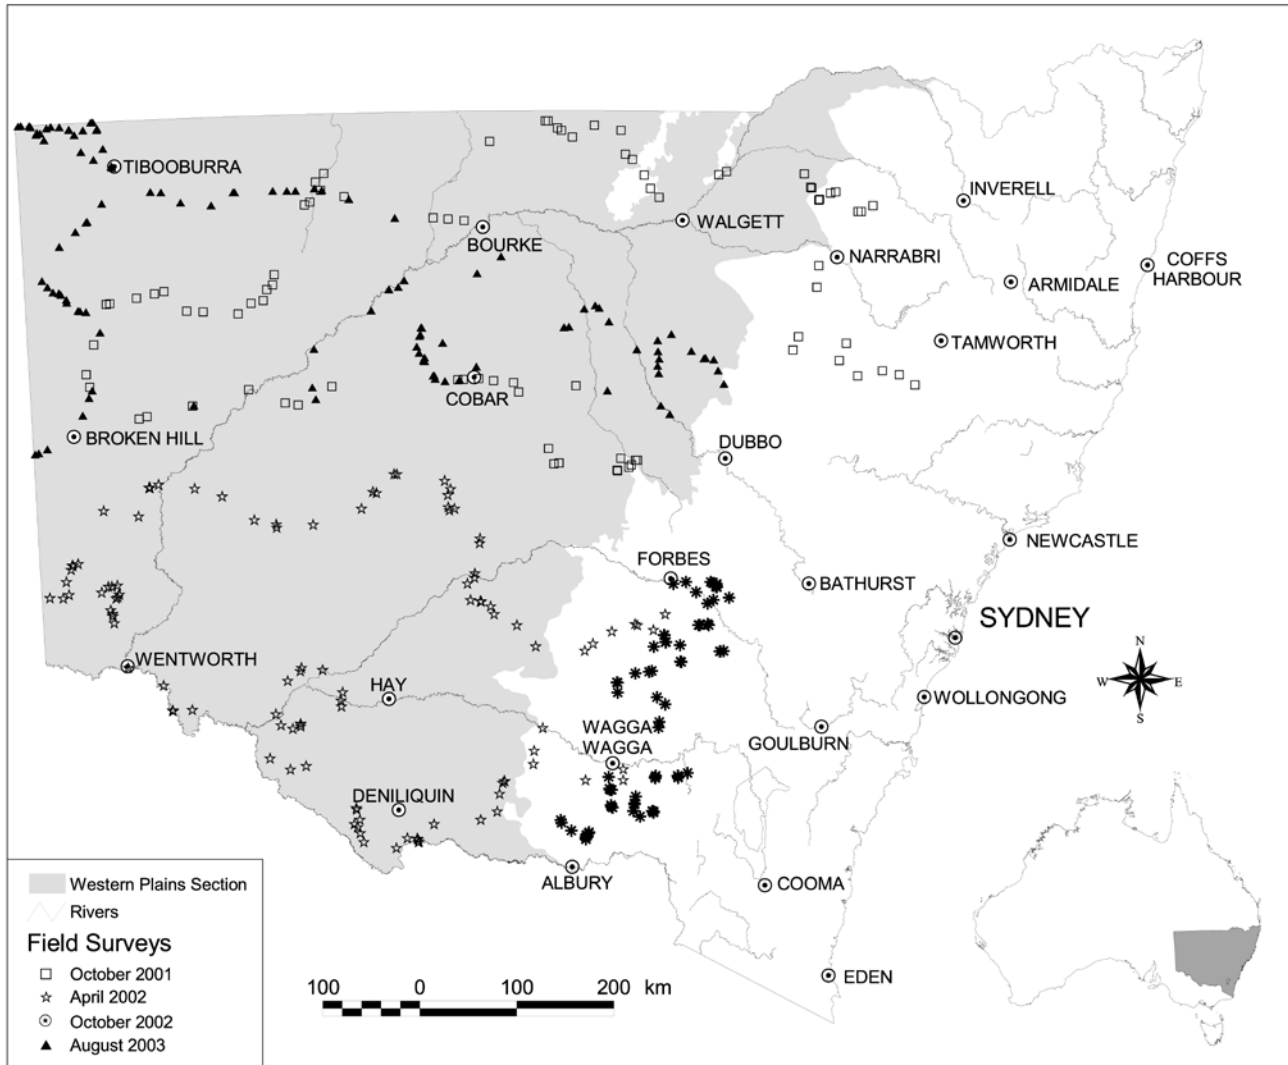 TIBOOBURRA
INVERELL
WALGETT
BOURKE
NARRABRI
COFFS
HARBOUR
ARMIDALE
TAMWORTH
COBAR
BROKEN HILL
DUBBO
NEWCASTLE
FORBES
BATHURST
SYDNEY
WENTWORTH
HAY
WOLLONGONG
N
W
E
S
WAGGA
WAGGA
GOULBURN
DENILIQUIN
ALBURY
COOMA
EDEN
Western Plains Section
Rivers
Field Surveys
October 2001
April 2002
October 2002
August 2003
100 0 100 200 km